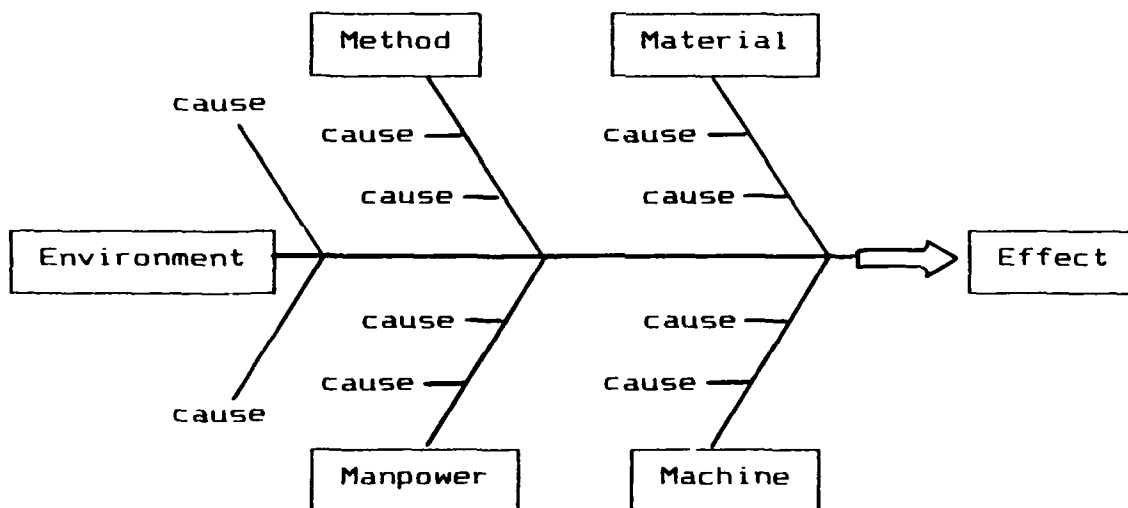 Method
Material
cause
cause
cause
cause
cause
Environment
Effect
cause
cause
cause
cause
cause
Manpower
Machine